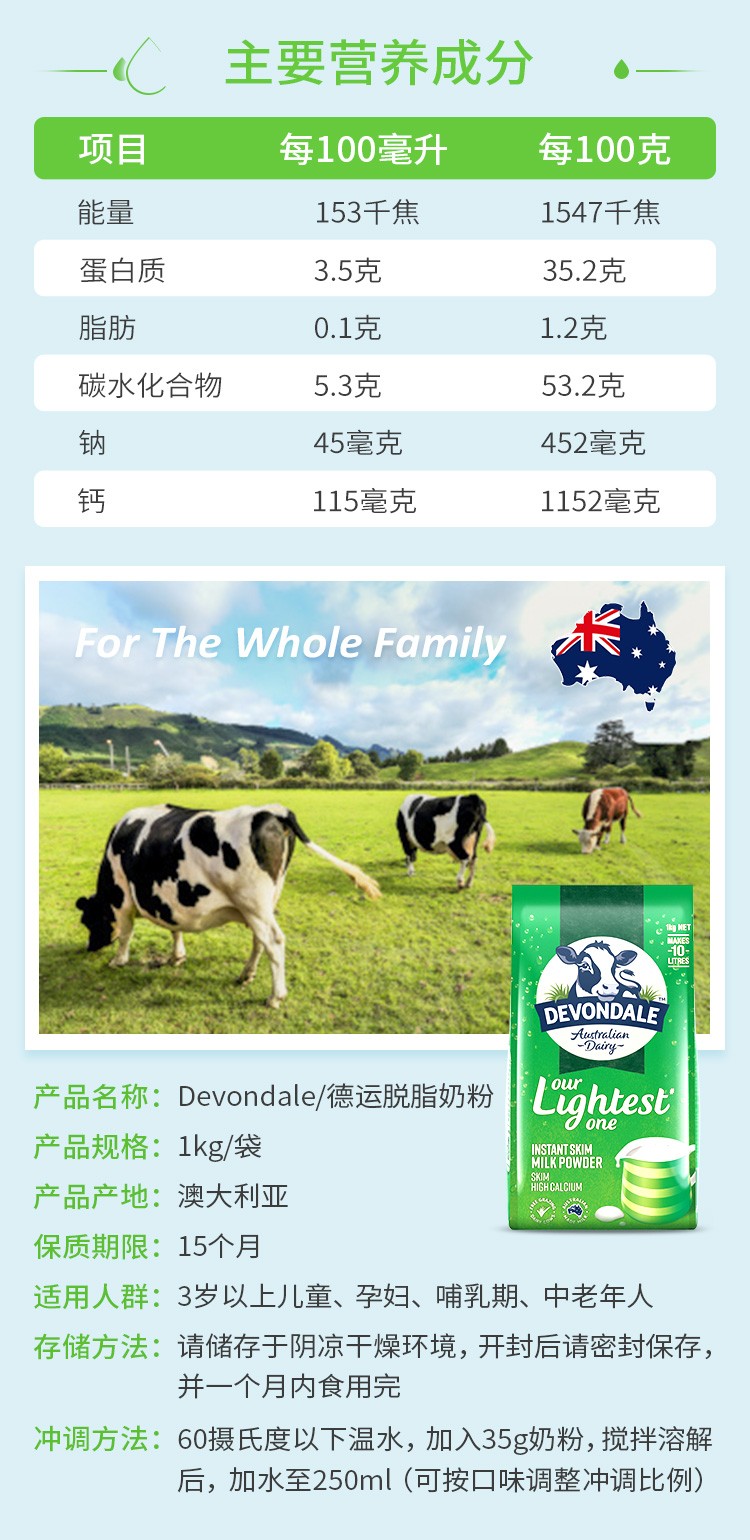 主要营养成分
项目 每100毫升 每100克
能量 153千焦 1547千焦
蛋白质 3.5克 35.2克
脂肪 0.1克 1.2克
碳水化合物 5.3克 53.2克
钠 45毫克 452毫克
钙 115毫克 1152毫克
For The Whole Family
1kg NET
MAKES
-10-
LITRES
DEVONDALE™
Australian
-Dairy-
our
Lightest
one
INSTANT SKIM
MILK POWDER
SKIM
HIGH CALCIUM
产品名称：Devondale/德运脱脂奶粉
产品规格：1kg/袋
产品产地：澳大利亚
保质期限：15个月
适用人群：3岁以上儿童、孕妇、哺乳期、中老年人
存储方法：请储存于阴凉干燥环境，开封后请密封保存，
并一个月内食用完
冲调方法：60摄氏度以下温水，加入35g奶粉，搅拌溶解
后，加水至250ml（可按口味调整冲调比例）